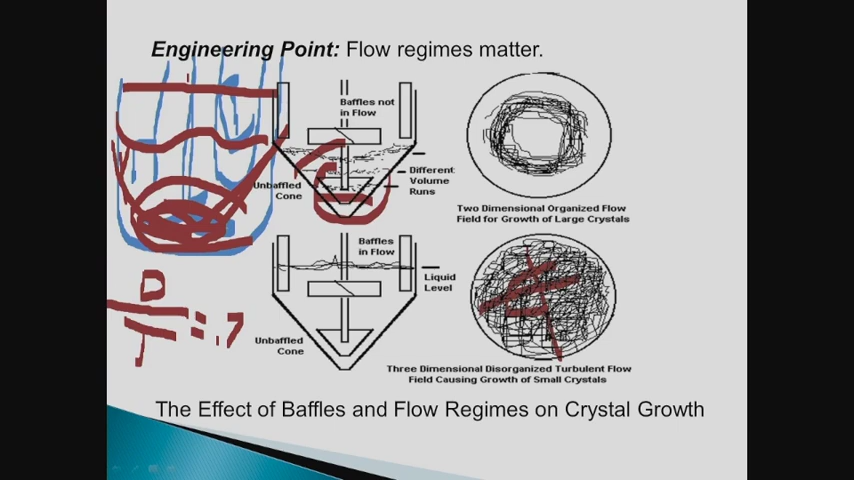 Engineering Point: Flow regimes matter.
Baffles not
in Flow
Different
Volume
Runs
Unbaffled
Cone
Two Dimensional Organized Flow
Field for Growth of Large Crystals
Baffles
in Flow
Liquid
Level
Unbaffled
Cone
D
T
= .7
Three Dimensional Disorganized Turbulent Flow
Field Causing Growth of Small Crystals
The Effect of Baffles and Flow Regimes on Crystal Growth